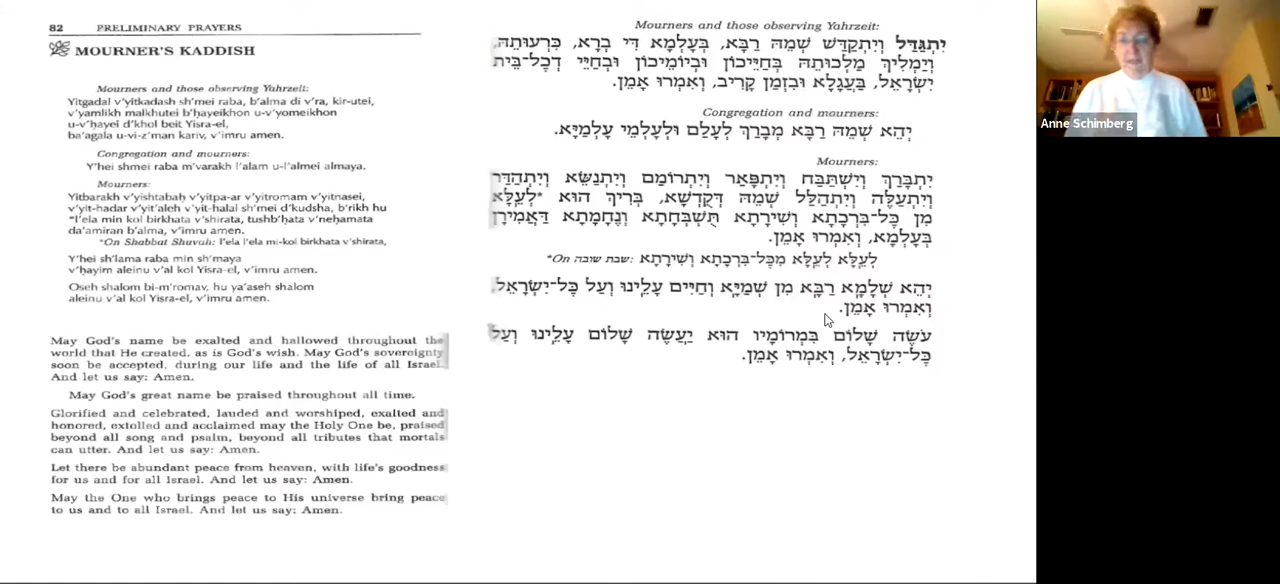 82 PRELIMINARY PRAYERS
MOURNER'S KADDISH
Mourners and those observing Yahrzeit:
Yitgadal v'yitkadash sh'mei raba, b'alma di v'ra, kir-utei,
v'yamlikh malkhutei b'ḥayeikhon u-v'yomeikhon
u-v'ḥayei d'khol beit Yisra-el,
ba'agala u-vi-z'man kariv, v'imru amen.
Congregation and mourners:
Y'hei shmei raba m'varakh l'alam u-l'almei almaya.
Mourners:
Yitbarakh v'yishtabaḥ v'yitpa-ar v'yitromam v'yitnasei,
v'yit-hadar v'yit'aleh v'yit-halal sh'mei d'kudsha, b'rikh hu
*l'ela min kol birkhata v'shirata, tushb'ḥata v'neḥamata
da'amiran b'alma, v'imru amen.
*On Shabbat Shuvah: l'ela l'ela mi-kol birkhata v'shirata,
Y'hei sh'lama raba min sh'maya
v'ḥayim aleinu v'al kol Yisra-el, v'imru amen.
Oseh shalom bi-m'romav, hu ya'aseh shalom
aleinu v'al kol Yisra-el, v'imru amen.
May God's name be exalted and hallowed throughout the
world that He created, as is God's wish. May God's sovereignty
soon be accepted, during our life and the life of all Israel.
And let us say: Amen.
May God's great name be praised throughout all time.
Glorified and celebrated, lauded and worshiped, exalted and
honored, extolled and acclaimed may the Holy One be, praised
beyond all song and psalm, beyond all tributes that mortals
can utter. And let us say: Amen.
Let there be abundant peace from heaven, with life's goodness
for us and for all Israel. And let us say: Amen.
May the One who brings peace to His universe bring peace
to us and to all Israel. And let us say: Amen.
Mourners and those observing Yahrzeit:
יִתְגַּדַּל וְיִתְקַדַּשׁ שְׁמֵהּ רַבָּא, בְּעָלְמָא דִּי בְרָא, כִּרְעוּתֵהּ,
וְיַמְלִיךְ מַלְכוּתֵהּ בְּחַיֵּיכוֹן וּבְיוֹמֵיכוֹן וּבְחַיֵּי דְכָל־בֵּית
יִשְׂרָאֵל, בַּעֲגָלָא וּבִזְמַן קָרִיב, וְאִמְרוּ אָמֵן.
Congregation and mourners:
יְהֵא שְׁמֵהּ רַבָּא מְבָרַךְ לְעָלַם וּלְעָלְמֵי עָלְמַיָּא.
Mourners:
יִתְבָּרַךְ וְיִשְׁתַּבַּח וְיִתְפָּאַר וְיִתְרוֹמַם וְיִתְנַשֵּׂא וְיִתְהַדַּר
וְיִתְעַלֶּה וְיִתְהַלַּל שְׁמֵהּ דְּקֻדְשָׁא, בְּרִיךְ הוּא *לְעֵלָּא
מִן כָּל־בִּרְכָתָא וְשִׁירָתָא תֻּשְׁבְּחָתָא וְנֶחָמָתָא דַּאֲמִירָן
בְּעָלְמָא, וְאִמְרוּ אָמֵן.
*On שבת שובה: לְעֵלָּא לְעֵלָּא מִכָּל־בִּרְכָתָא וְשִׁירָתָא
יְהֵא שְׁלָמָא רַבָּא מִן שְׁמַיָּא וְחַיִּים עָלֵינוּ וְעַל כָּל־יִשְׂרָאֵל,
וְאִמְרוּ אָמֵן.
עֹשֶׂה שָׁלוֹם בִּמְרוֹמָיו הוּא יַעֲשֶׂה שָׁלוֹם עָלֵינוּ וְעַל
כָּל־יִשְׂרָאֵל, וְאִמְרוּ אָמֵן.
Anne Schimberg